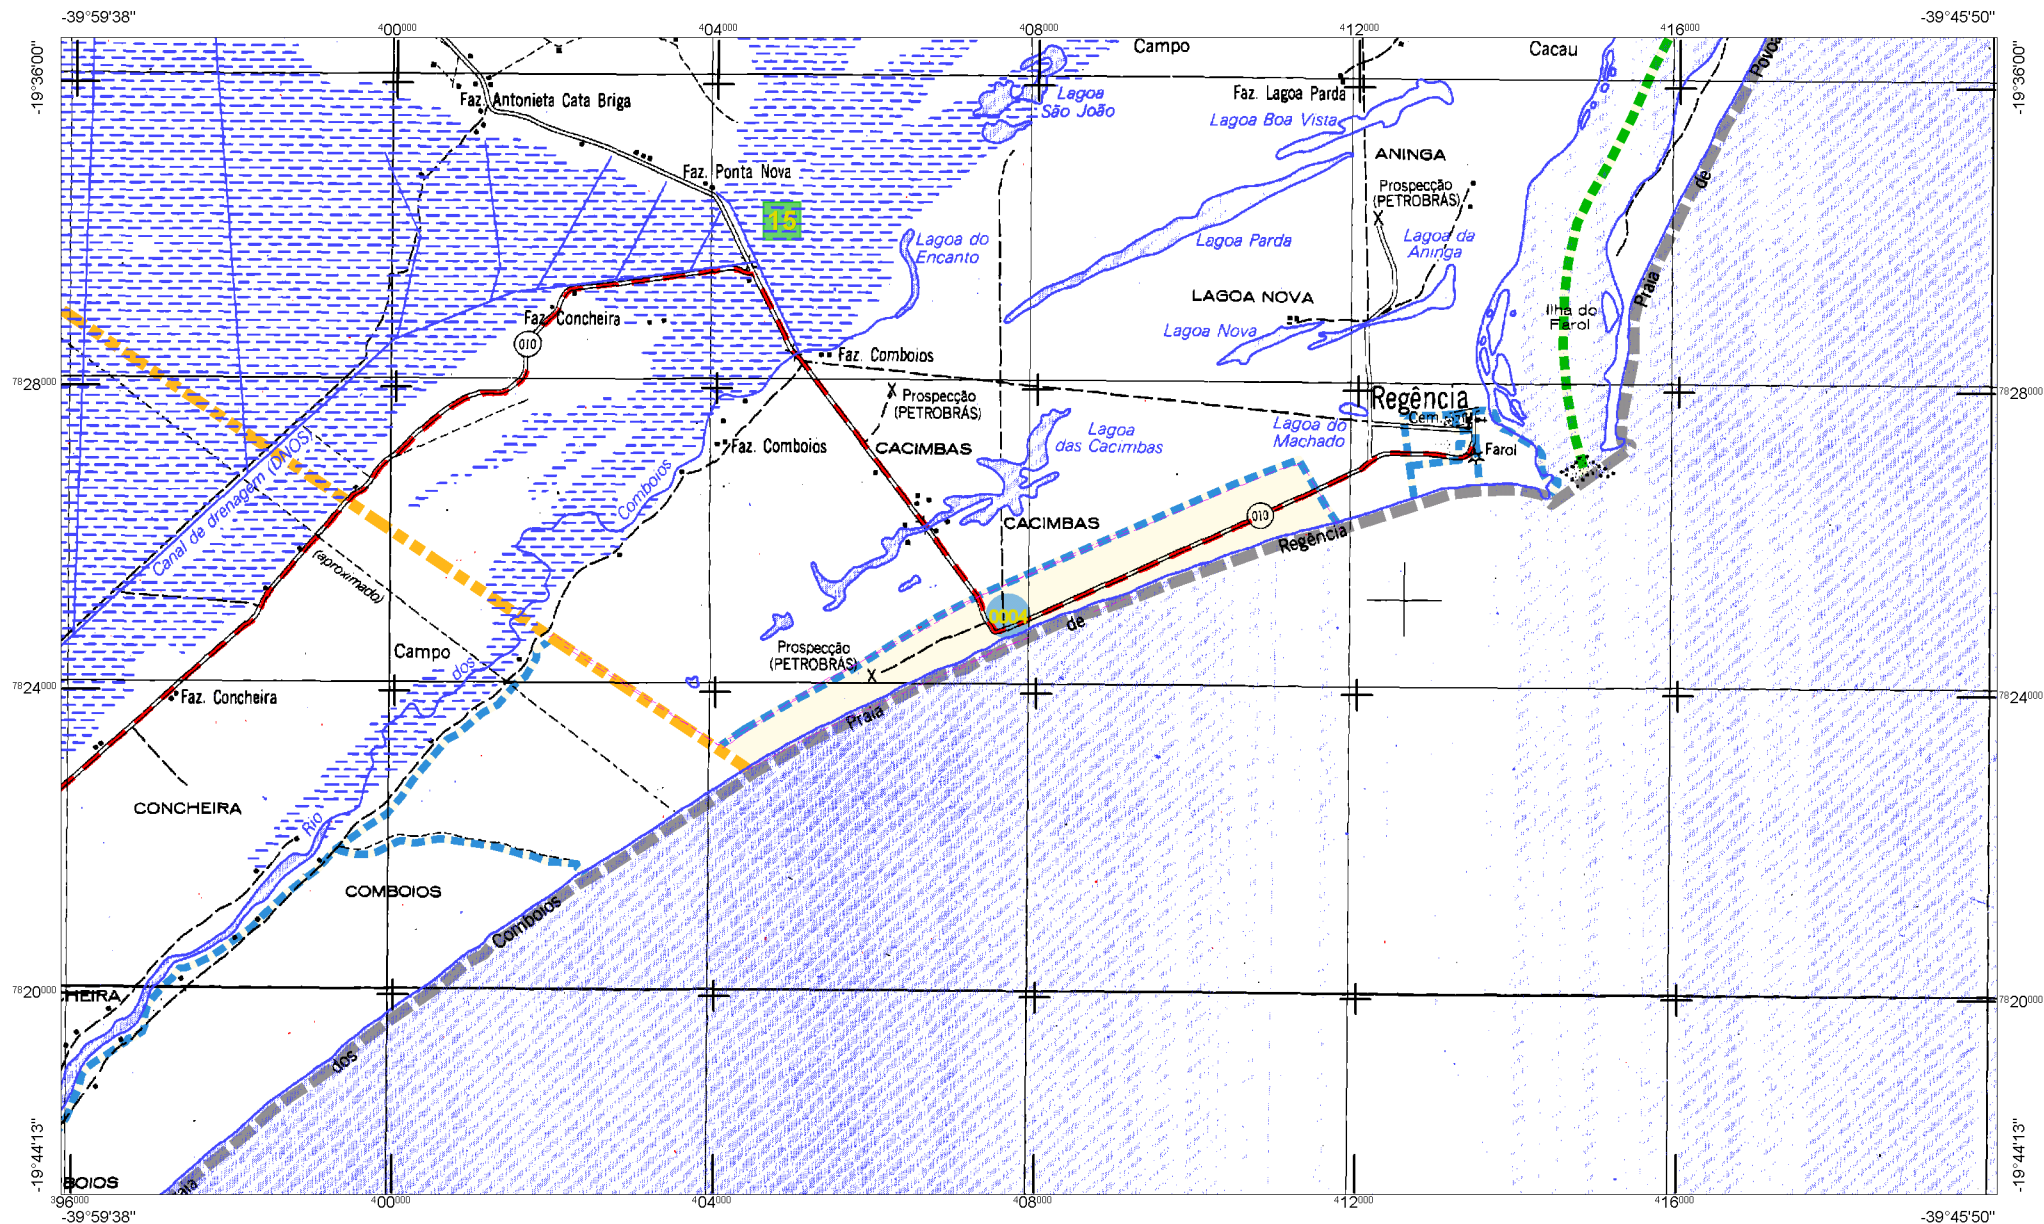 -39°59'38"
-39°45'50"
400000
404000
408000
412000
416000
-19°36'00"
-19°36'00"
Campo
Cacau
Povoa
Faz. Antonieta Cata Briga
Lagoa
São João
Faz. Lagoa Parda
Lagoa Boa Vista
ANINGA
Faz. Ponta Nova
Prospecção
(PETROBRÁS)
de
15
Lagoa do
Encanto
Lagoa Parda
Lagoa da
Aninga
LAGOA NOVA
Praia
Ilha do
Farol
Faz. Concheira
Lagoa Nova
010
Faz. Comboios
7828000
7828000
Prospecção
(PETROBRÁS)
Regência
Cem.
Lagoa
das Cacimbas
Lagoa do
Machado
Faz. Comboios
CACIMBAS
Farol
Canal de drenagem (DNOS)
Comboios
CACIMBAS
010
Regência
(aproximado)
0004
de
Campo
dos
Prospecção
(PETROBRÁS)
7824000
7824000
Faz. Concheira
Praia
CONCHEIRA
Rio
COMBOIOS
Comboios
7820000
7820000
HEIRA
dos
-19°44'13"
-19°44'13"
BOIOS
aia
396000
400000
404000
408000
412000
416000
-39°59'38"
-39°45'50"